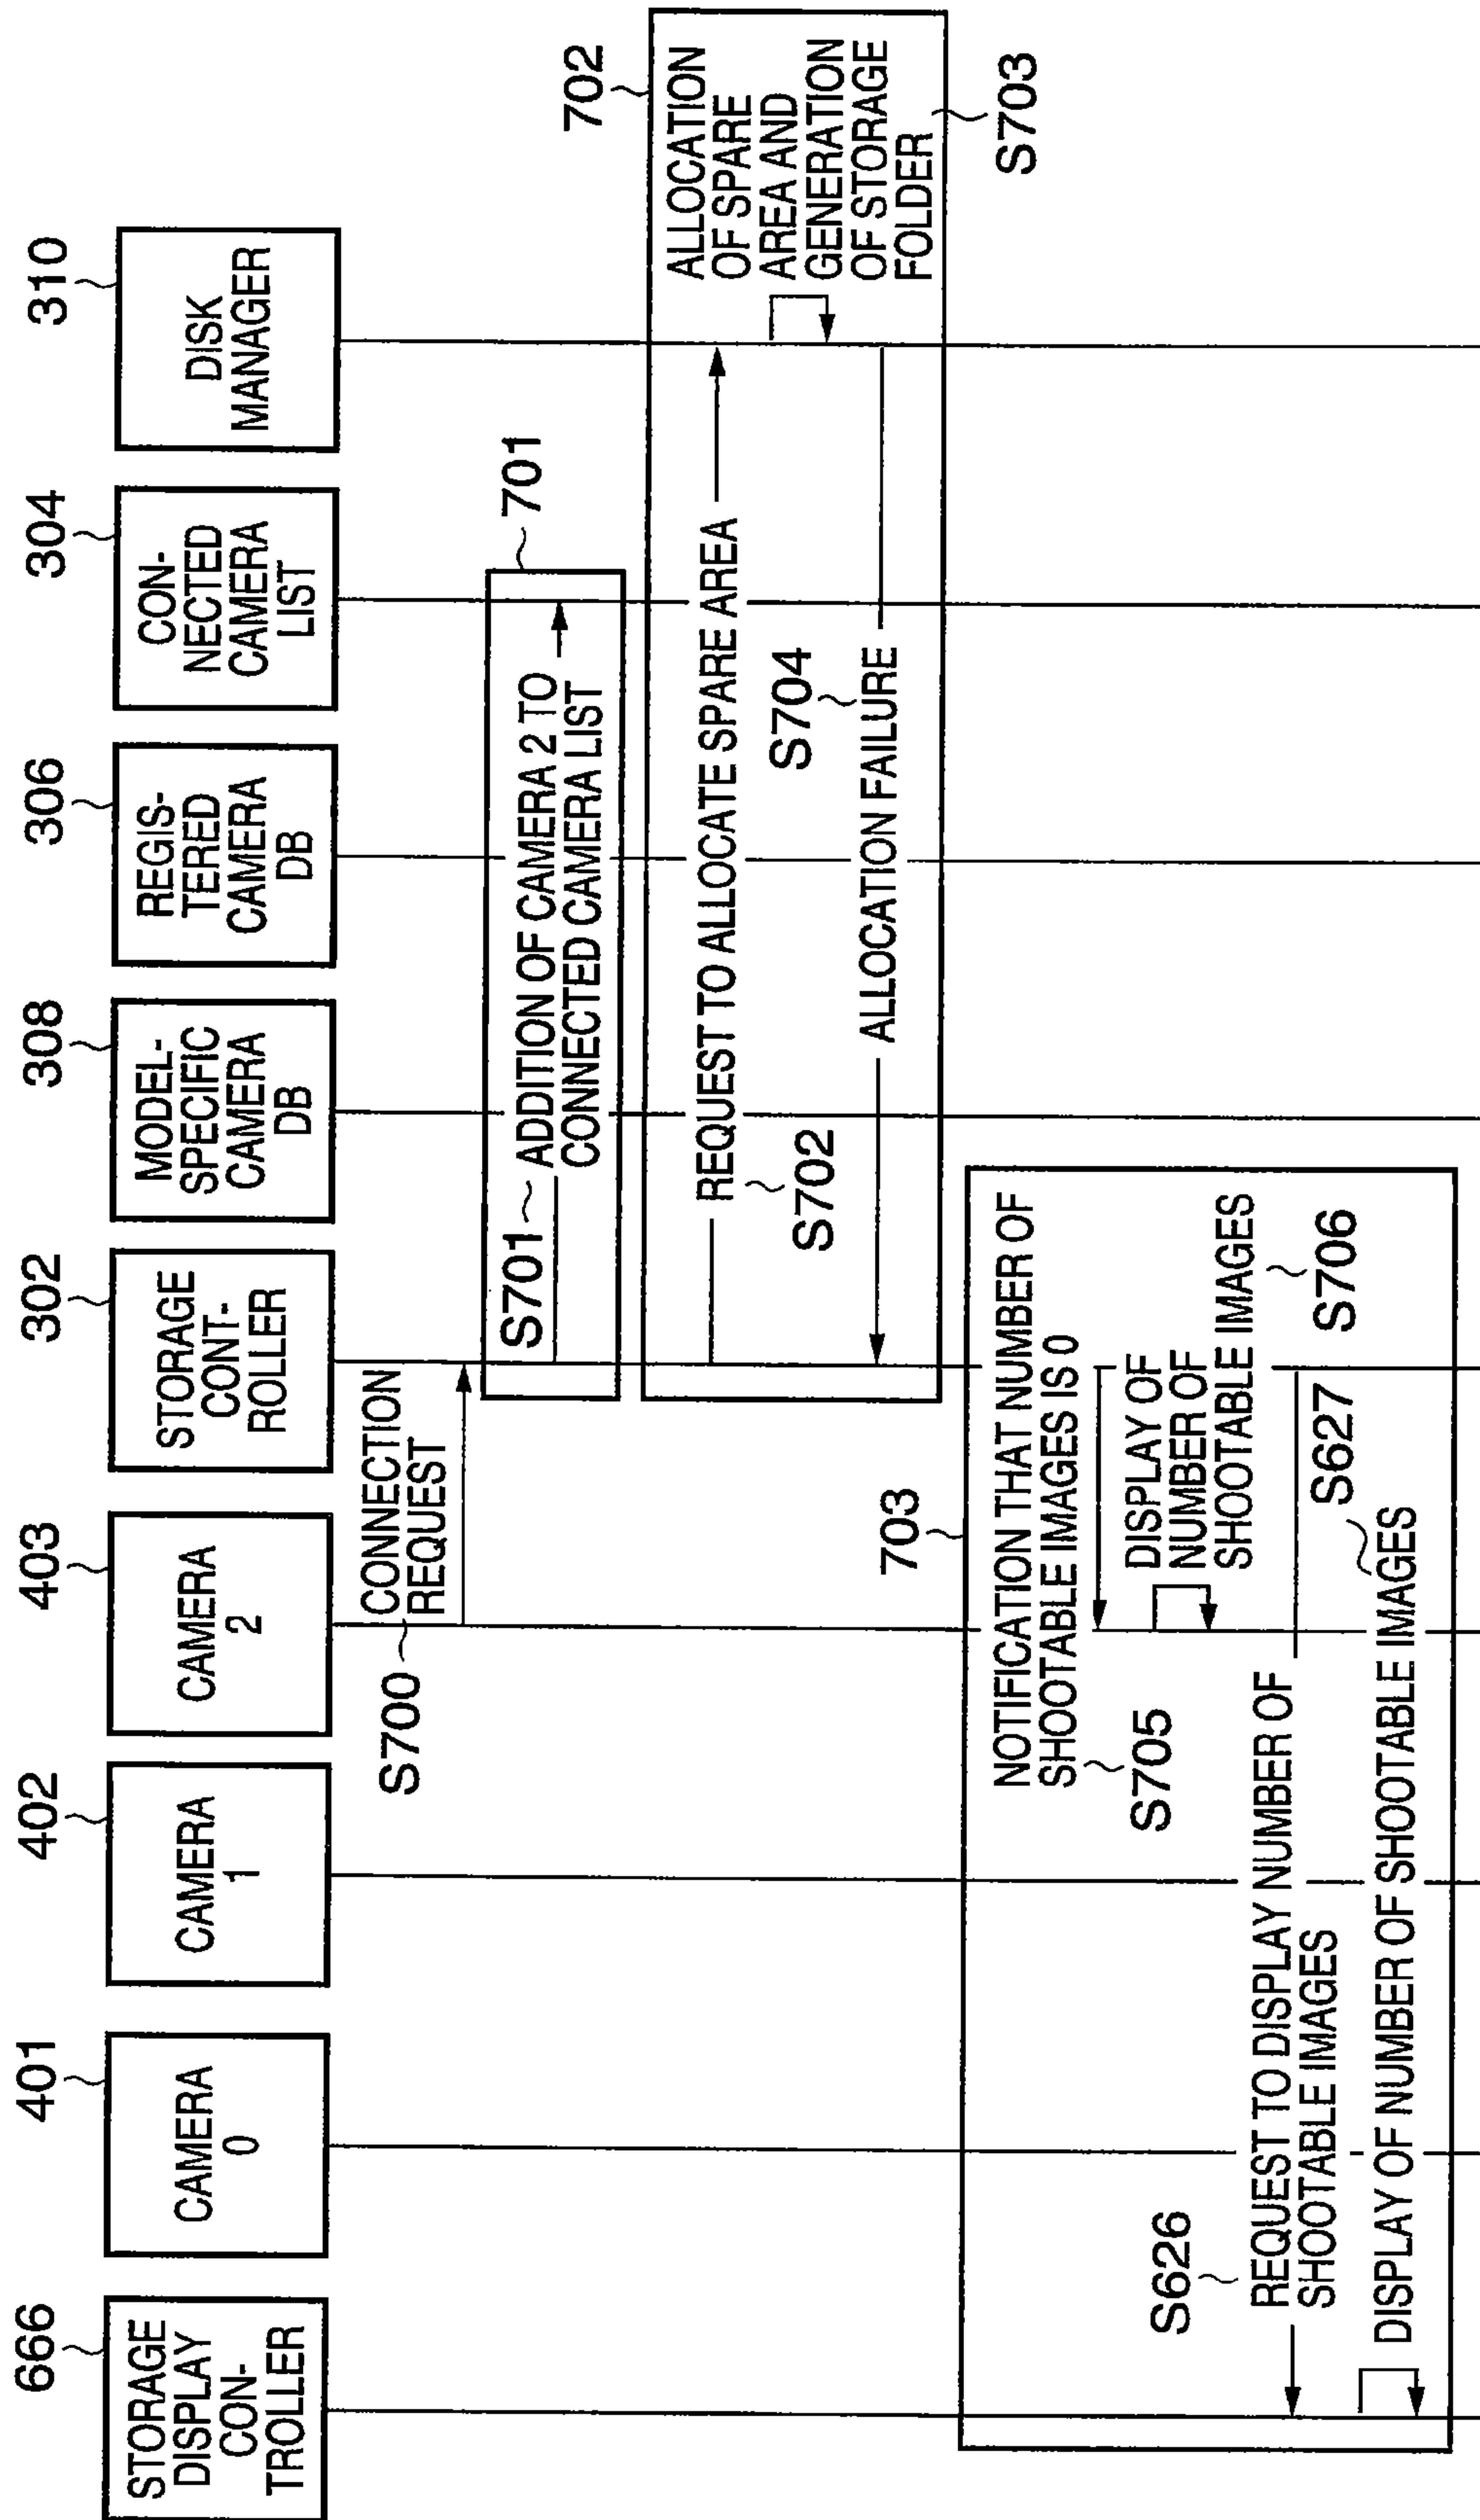 666
STORAGE
DISPLAY
CON-
TROLLER
401
CAMERA
0
402
CAMERA
1
403
CAMERA
2
302
STORAGE
CONT-
ROLLER
308
MODEL-
SPECIFIC
CAMERA
DB
306
REGIS-
TERED
CAMERA
DB
304
CON-
NECTED
CAMERA
LIST
310
DISK
MANAGER
S700
CONNECTION
REQUEST
701
S701
ADDITION OF CAMERA 2 TO
CONNECTED CAMERA LIST
702
REQUEST TO ALLOCATE SPARE AREA
S702
ALLOCATION
OF SPARE
AREA AND
GENERATION
OF STORAGE
FOLDER
S703
S704
ALLOCATION FAILURE
703
NOTIFICATION THAT NUMBER OF
SHOOTABLE IMAGES IS 0
S705
DISPLAY OF
NUMBER OF
SHOOTABLE IMAGES
S706
S626
REQUEST TO DISPLAY NUMBER OF
SHOOTABLE IMAGES
S627
DISPLAY OF NUMBER OF SHOOTABLE IMAGES